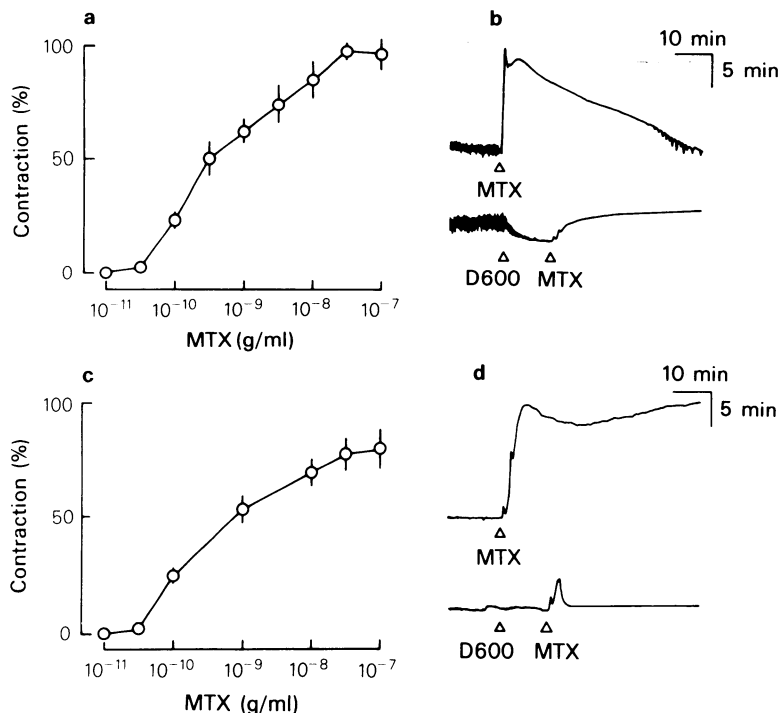 a
Contraction (%)
100
50
0
10⁻¹¹ 10⁻¹⁰ 10⁻⁹ 10⁻⁸ 10⁻⁷
MTX (g/ml)
b
10 min
5 min
MTX
D600 MTX
c
Contraction (%)
100
50
0
10⁻¹¹ 10⁻¹⁰ 10⁻⁹ 10⁻⁸ 10⁻⁷
MTX (g/ml)
d
10 min
5 min
MTX
D600 MTX